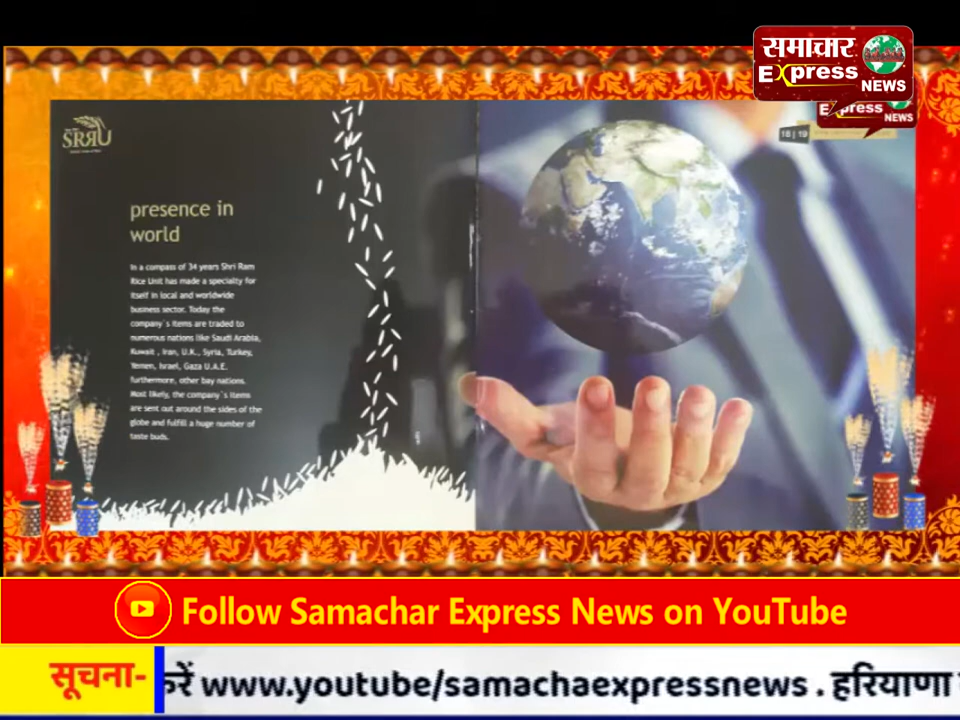 समाचार
Express
NEWS
Express
NEWS
SRRU
18 | 19
presence in
world
In a compass of 34 years Shri Ram
Rice Unit has made a specialty for
itself in local and worldwide
business sector. Today the
company`s items are traded to
numerous nations like Saudi Arabia,
Kuwait , Iran, U.K., Syria, Turkey,
Yemen, Israel, Gaza U.A.E.
furthermore, other bay nations.
Most likely, the company`s items
are sent out around the sides of the
globe and fulfill a huge number of
taste buds.
Follow Samachar Express News on YouTube
सूचना- करें www.youtube/samachaexpressnews . हरियाणा